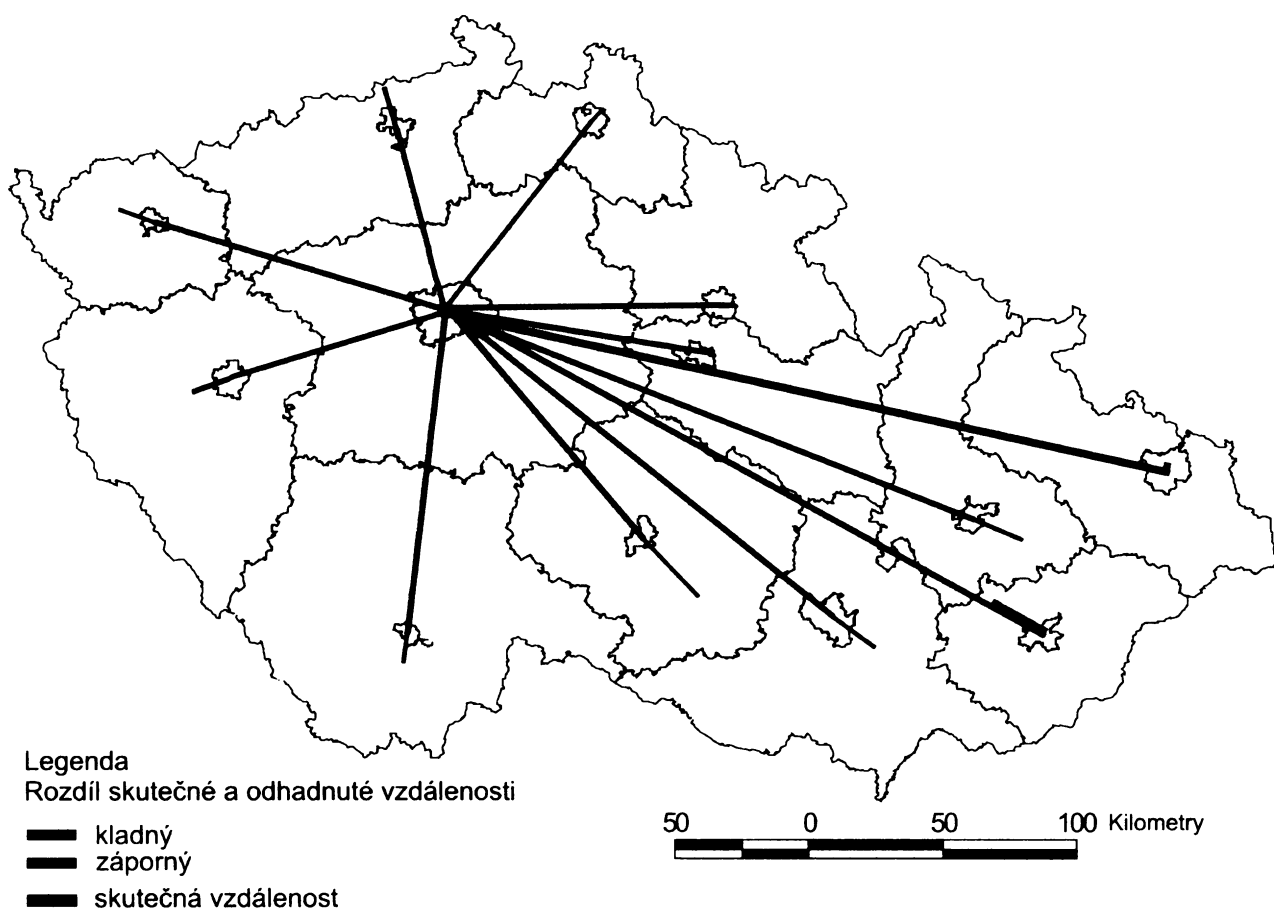 Legenda
Rozdíl skutečné a odhadnuté vzdálenosti
kladný
záporný
skutečná vzdálenost
50 0 50 100 Kilometry